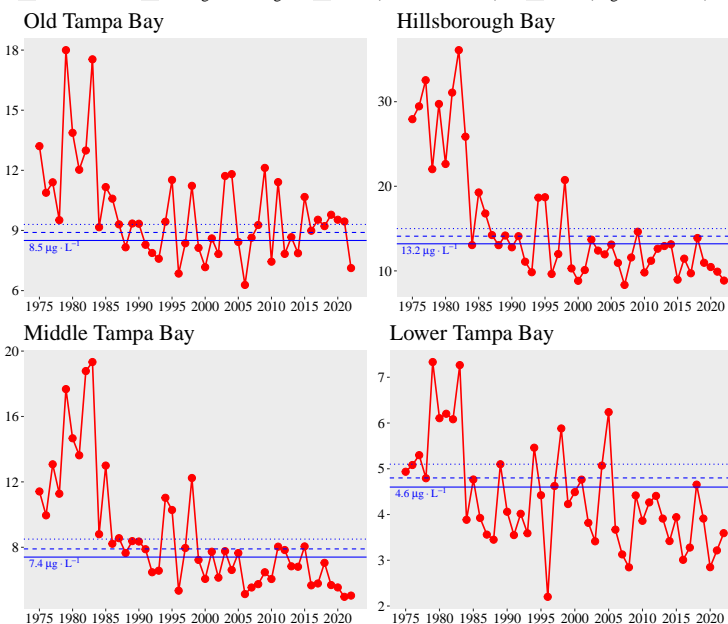 Old Tampa Bay
18
15
12
9
6
8.5 μg · L⁻¹
1975 1980 1985 1990 1995 2000 2005 2010 2015 2020
Hillsborough Bay
30
20
10
13.2 μg · L⁻¹
1975 1980 1985 1990 1995 2000 2005 2010 2015 2020
Middle Tampa Bay
20
16
12
8
7.4 μg · L⁻¹
1975 1980 1985 1990 1995 2000 2005 2010 2015 2020
Lower Tampa Bay
7
6
5
4
3
2
4.6 μg · L⁻¹
1975 1980 1985 1990 1995 2000 2005 2010 2015 2020